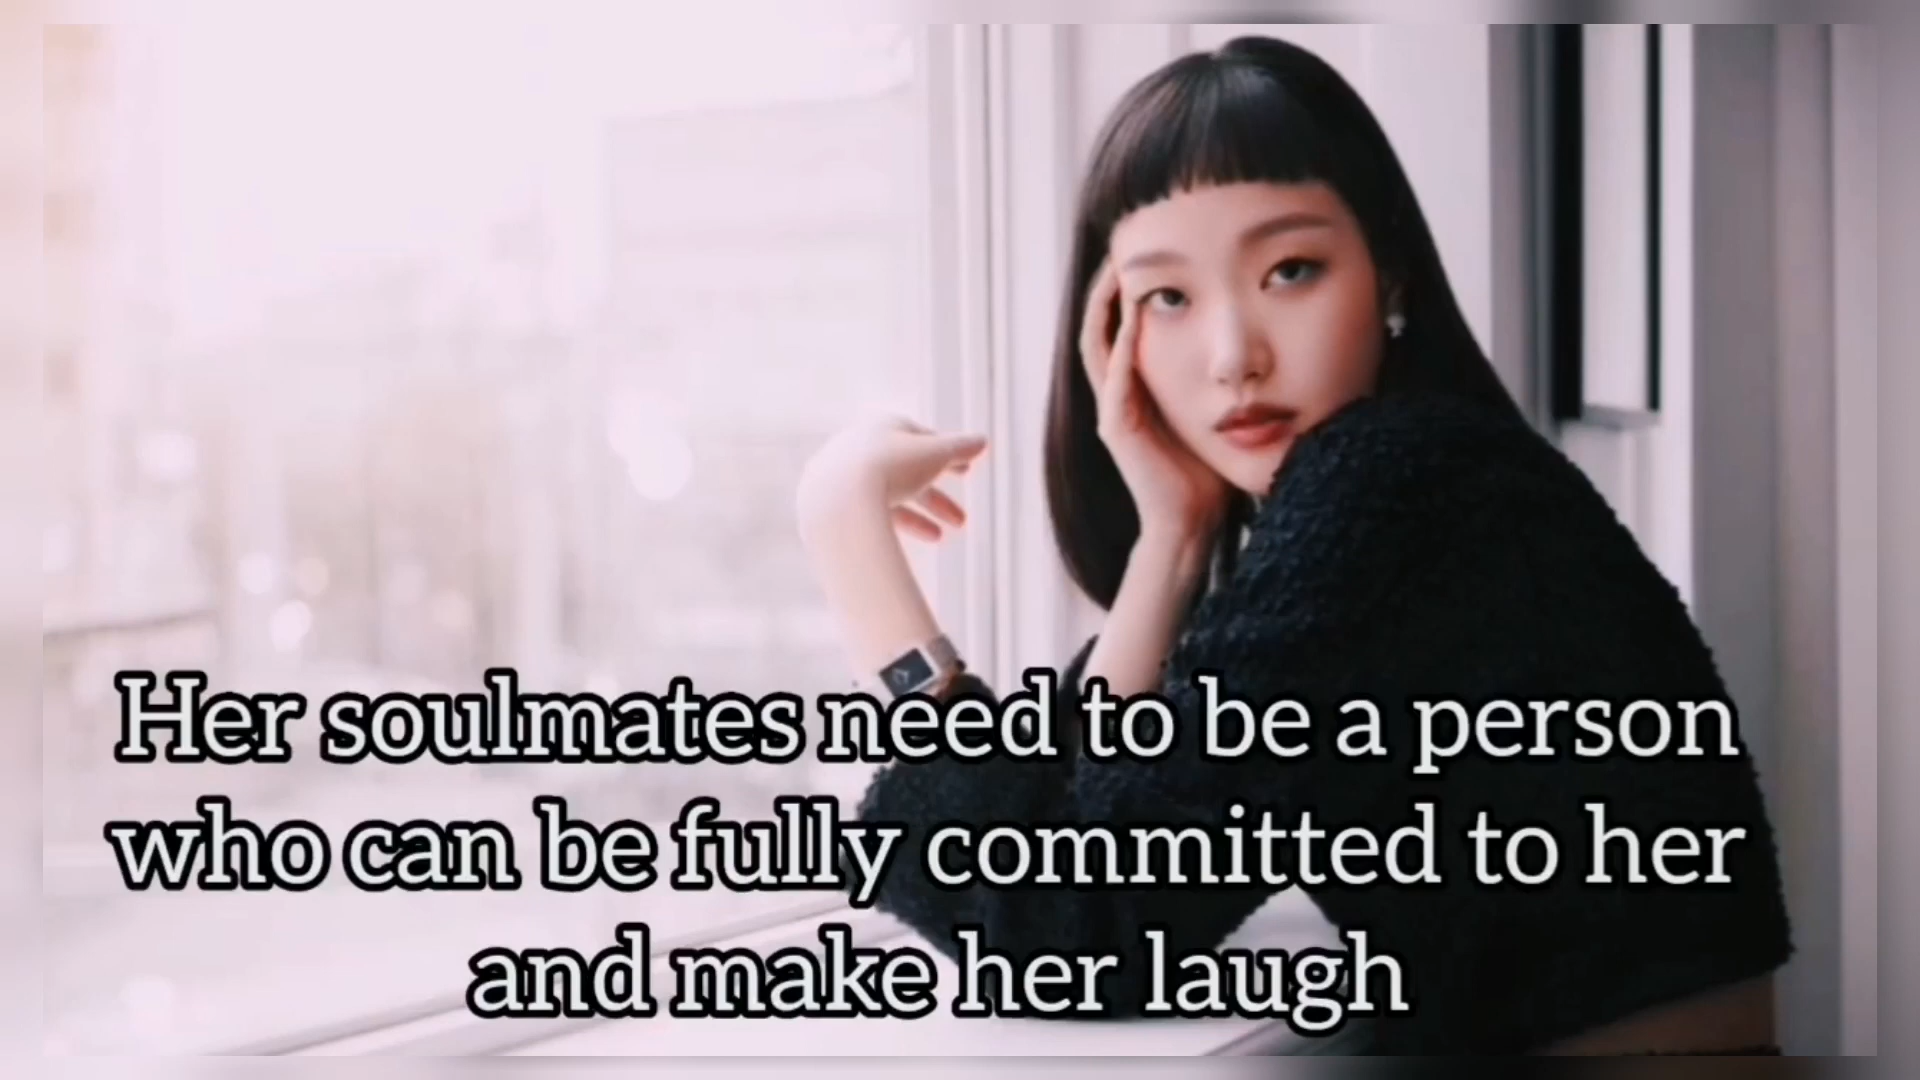 Her soulmates need to be a person
who can be fully committed to her
and make her laugh